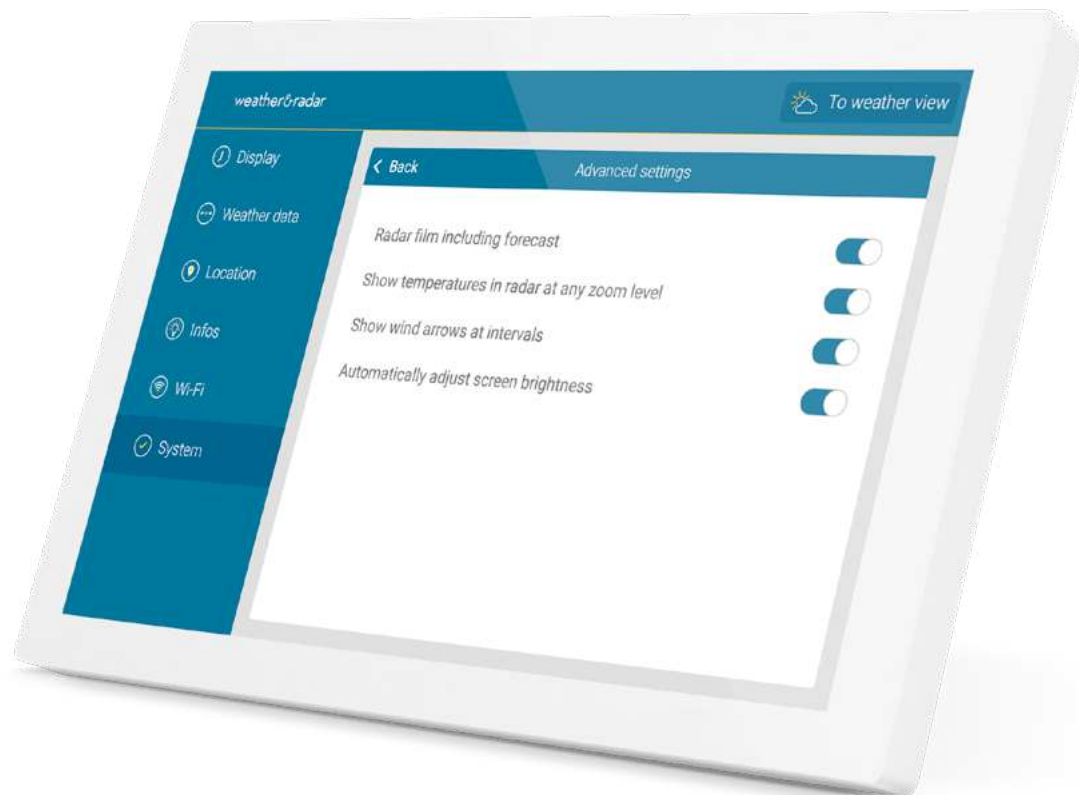 weather&radar
To weather view
Display
Weather data
Location
Infos
Wi-Fi
System
Back
Advanced settings
Radar film including forecast
Show temperatures in radar at any zoom level
Show wind arrows at intervals
Automatically adjust screen brightness